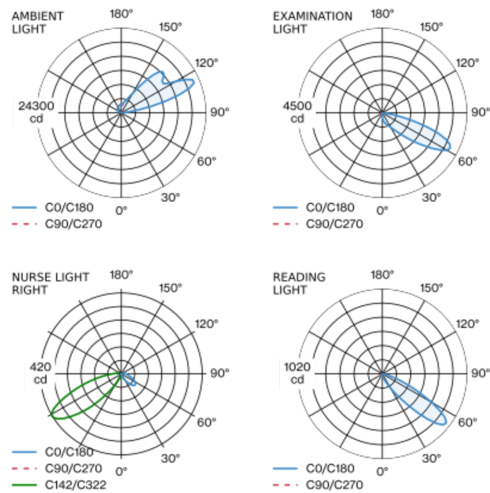 AMBIENT
LIGHT
180°
150°
120°
90°
60°
30°
0°
24300
cd
C0/C180
C90/C270
EXAMINATION
LIGHT
180°
150°
120°
90°
60°
30°
0°
4500
cd
C0/C180
C90/C270
NURSE LIGHT
RIGHT
180°
150°
120°
90°
60°
30°
0°
420
cd
C0/C180
C90/C270
C142/C322
READING
LIGHT
180°
150°
120°
90°
60°
30°
0°
1020
cd
C0/C180
C90/C270